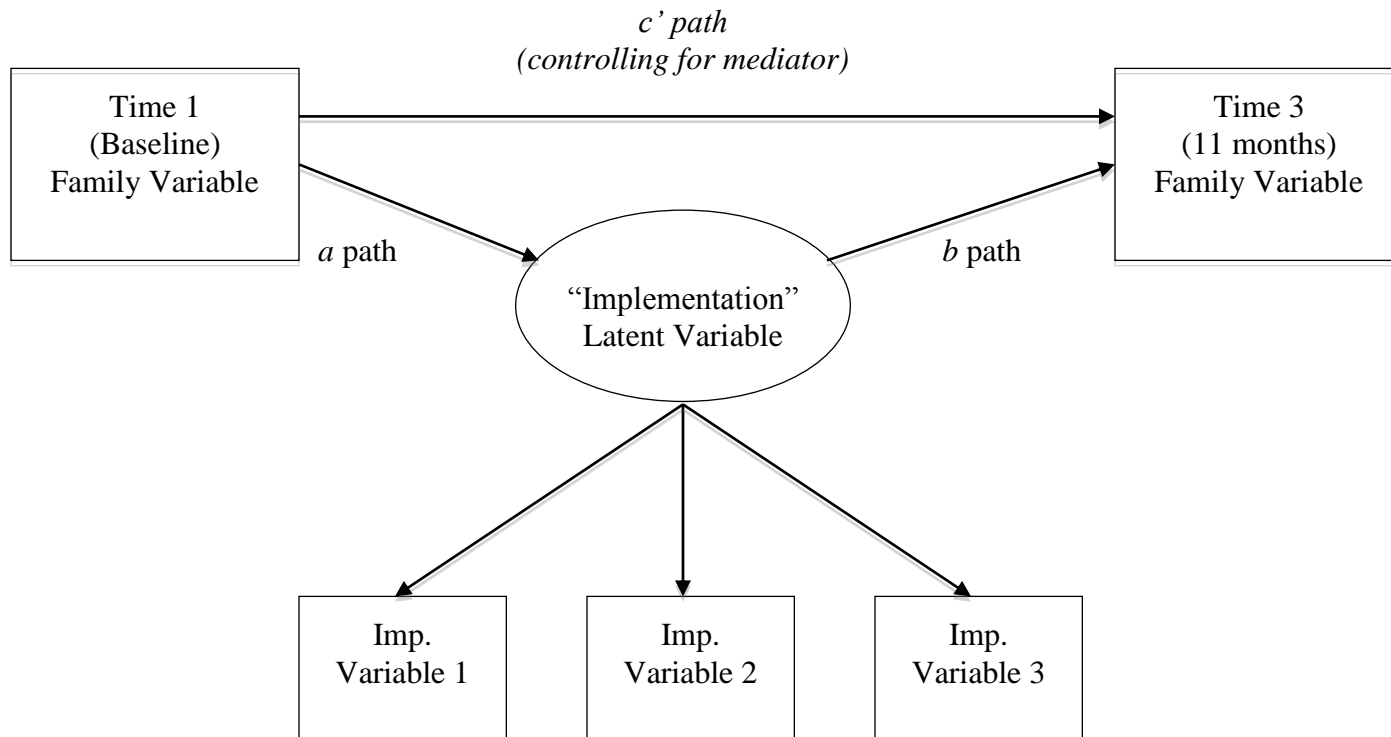 c’ path
(controlling for mediator)
Time 1
(Baseline)
Family Variable
Time 3
(11 months)
Family Variable
a path
b path
“Implementation”
Latent Variable
Imp.
Variable 1
Imp.
Variable 2
Imp.
Variable 3